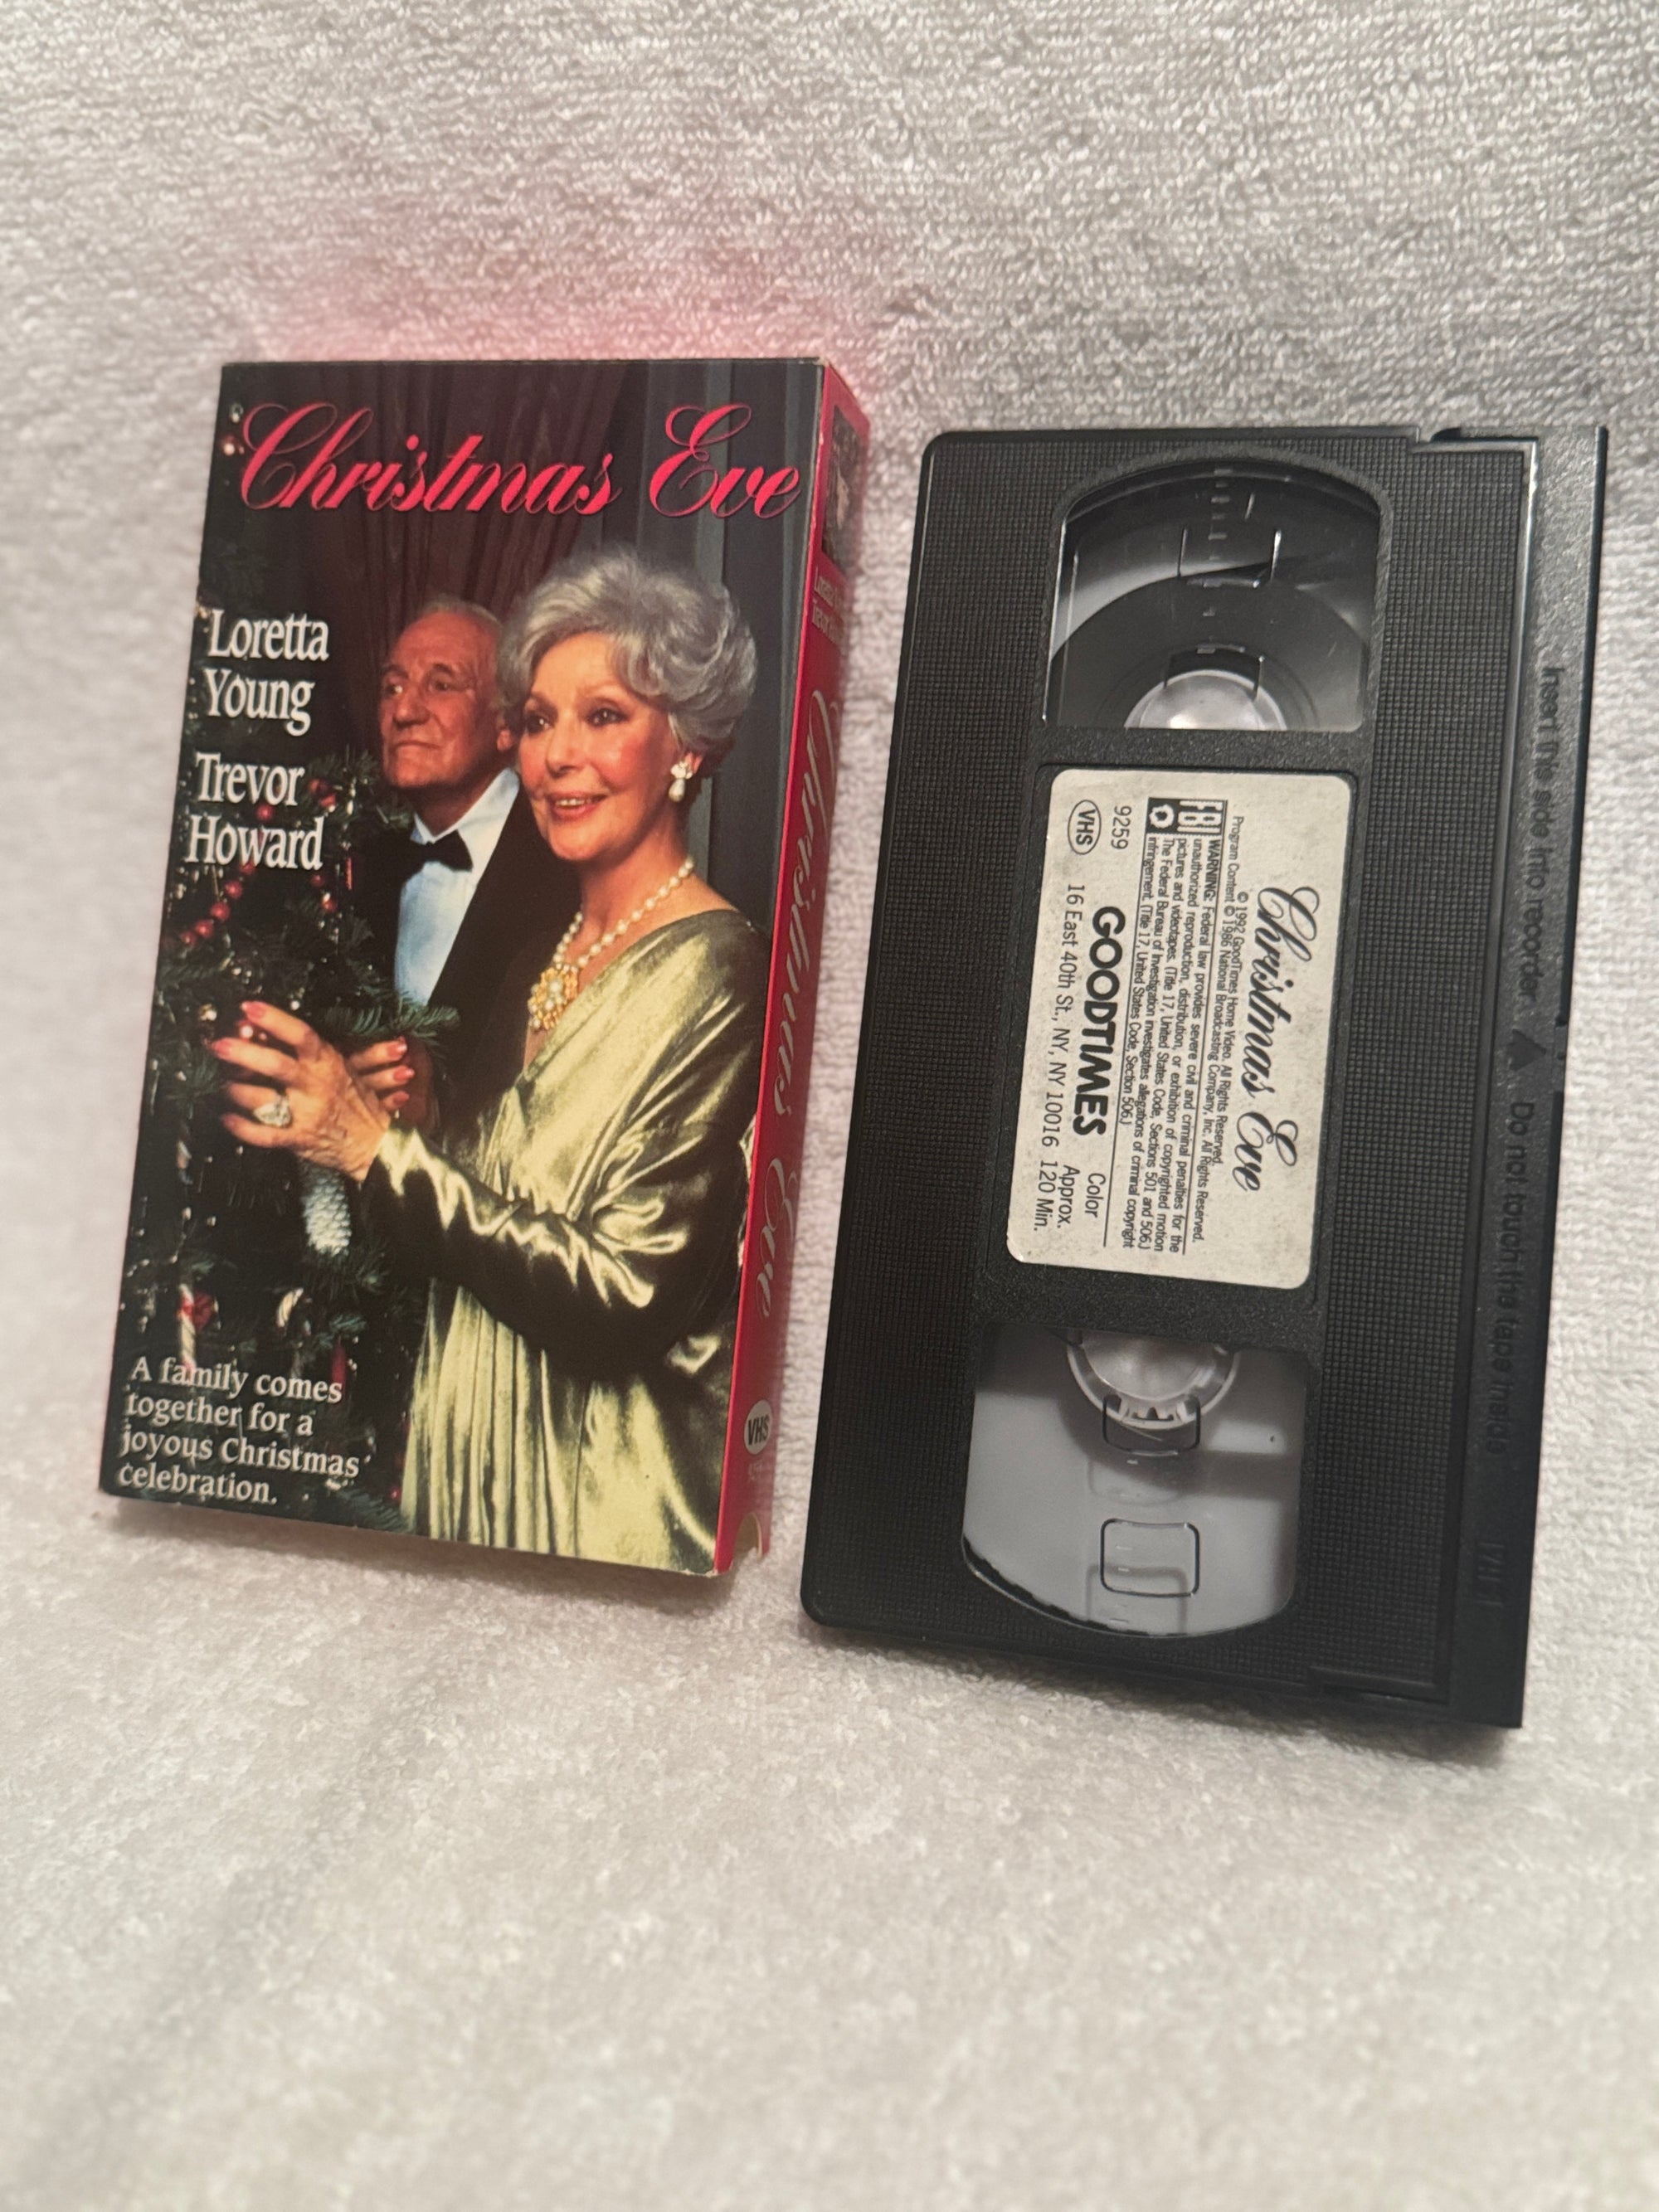 Christmas Eve
Loretta
Young
Trevor
Howard
A family comes
together for a
joyous Christmas
celebration.
Christmas Eve
VHS
Christmas Eve
© 1992 GoodTimes Home Video. All Rights Reserved.
Program Content © 1986 National Broadcasting Company, Inc. All Rights Reserved.
FBI WARNING: Federal law provides severe civil and criminal penalties for the
unauthorized reproduction, distribution, or exhibition of copyrighted motion
pictures and videotapes. (Title 17, United States Code, Sections 501 and 506.)
The Federal Bureau of Investigation investigates allegations of criminal copyright
infringement. (Title 17, United States Code, Section 506.)
9259
GOODTIMES
Color
VHS
16 East 40th St., NY, NY 10016
Approx.
120 Min.
Insert this side into recorder
Do not touch the tape inside